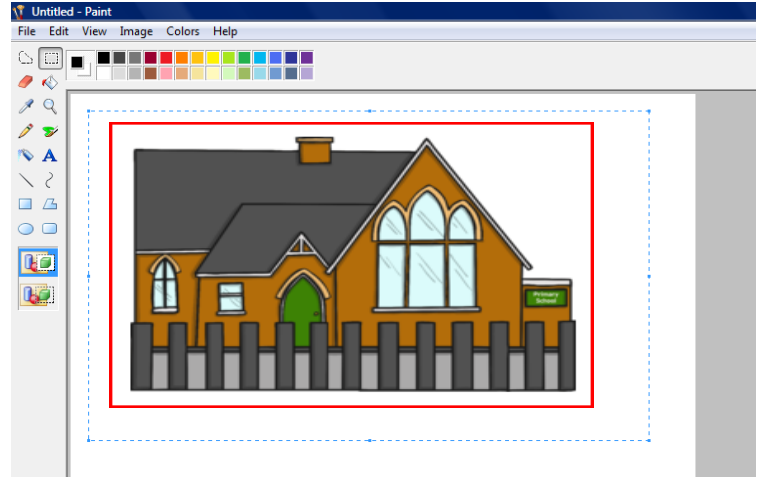 Untitled - Paint
File Edit View Image Colors Help
A
Primary
School